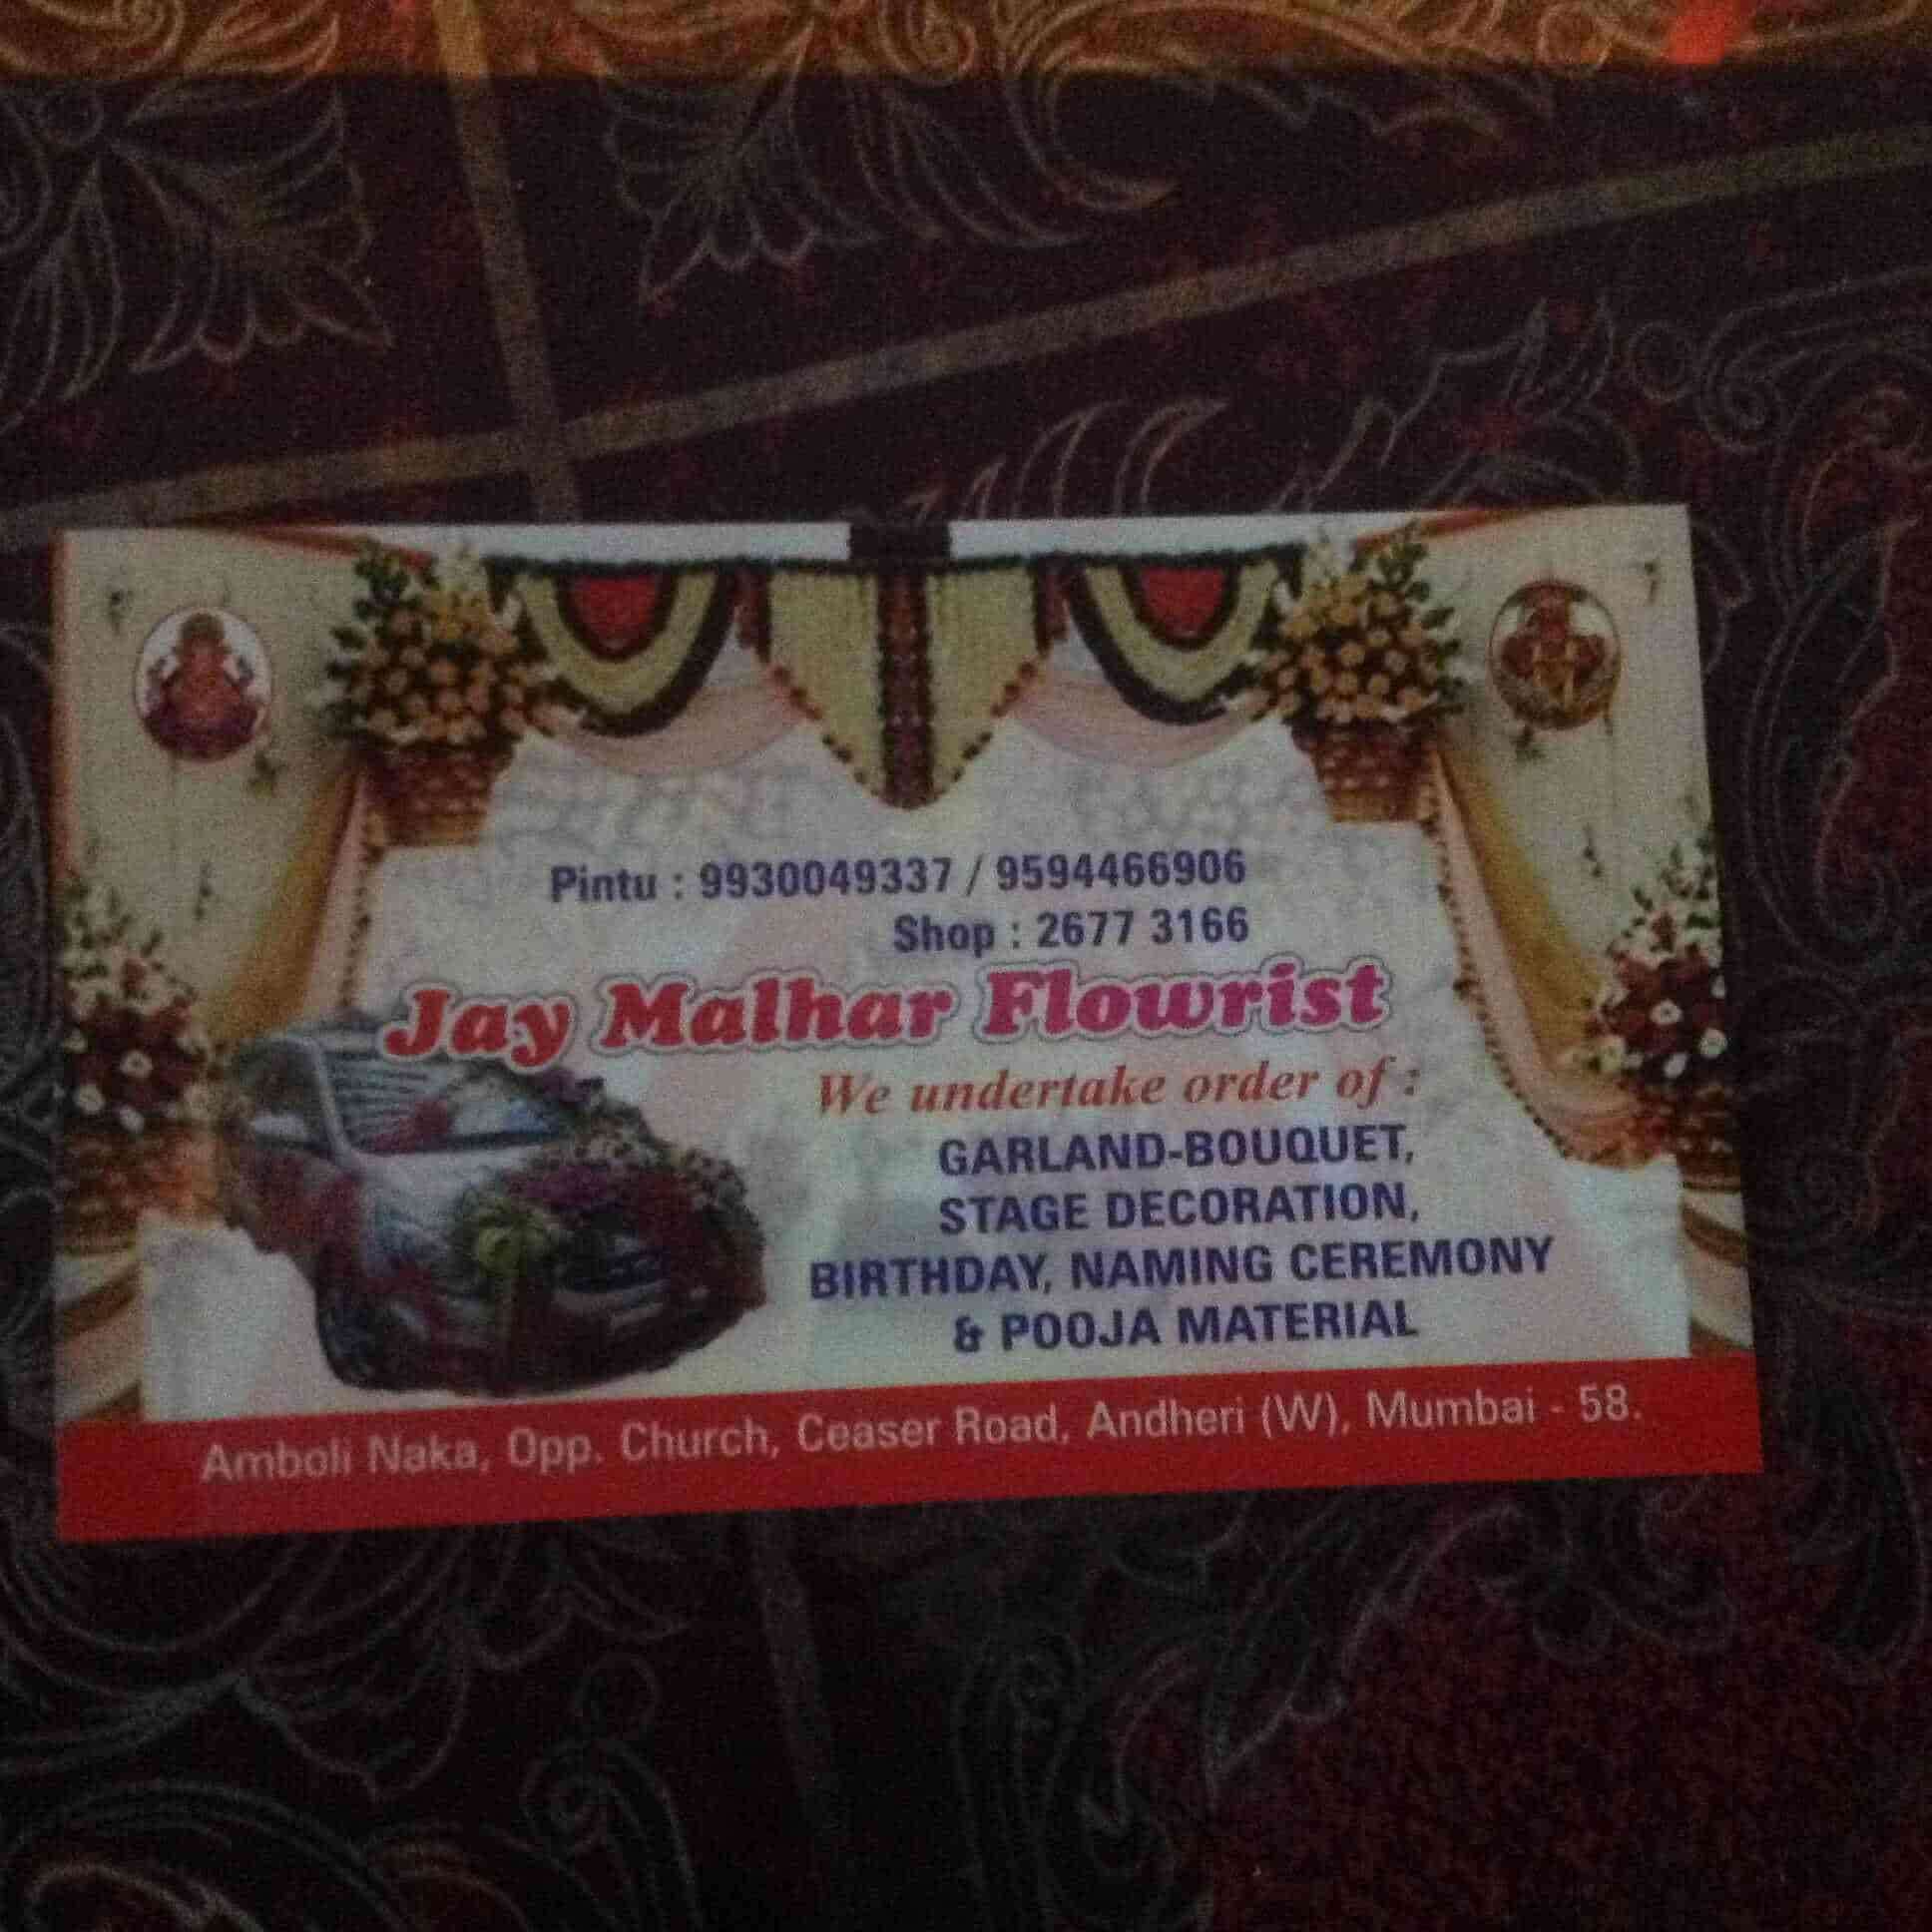 Pintu : 9930049337 / 9594466906
Shop : 2677 3166
Jay Malhar Flowrist
We undertake order of :
GARLAND-BOUQUET,
STAGE DECORATION,
BIRTHDAY, NAMING CEREMONY
& POOJA MATERIAL
Amboli Naka, Opp. Church, Ceaser Road, Andheri (W), Mumbai - 58.